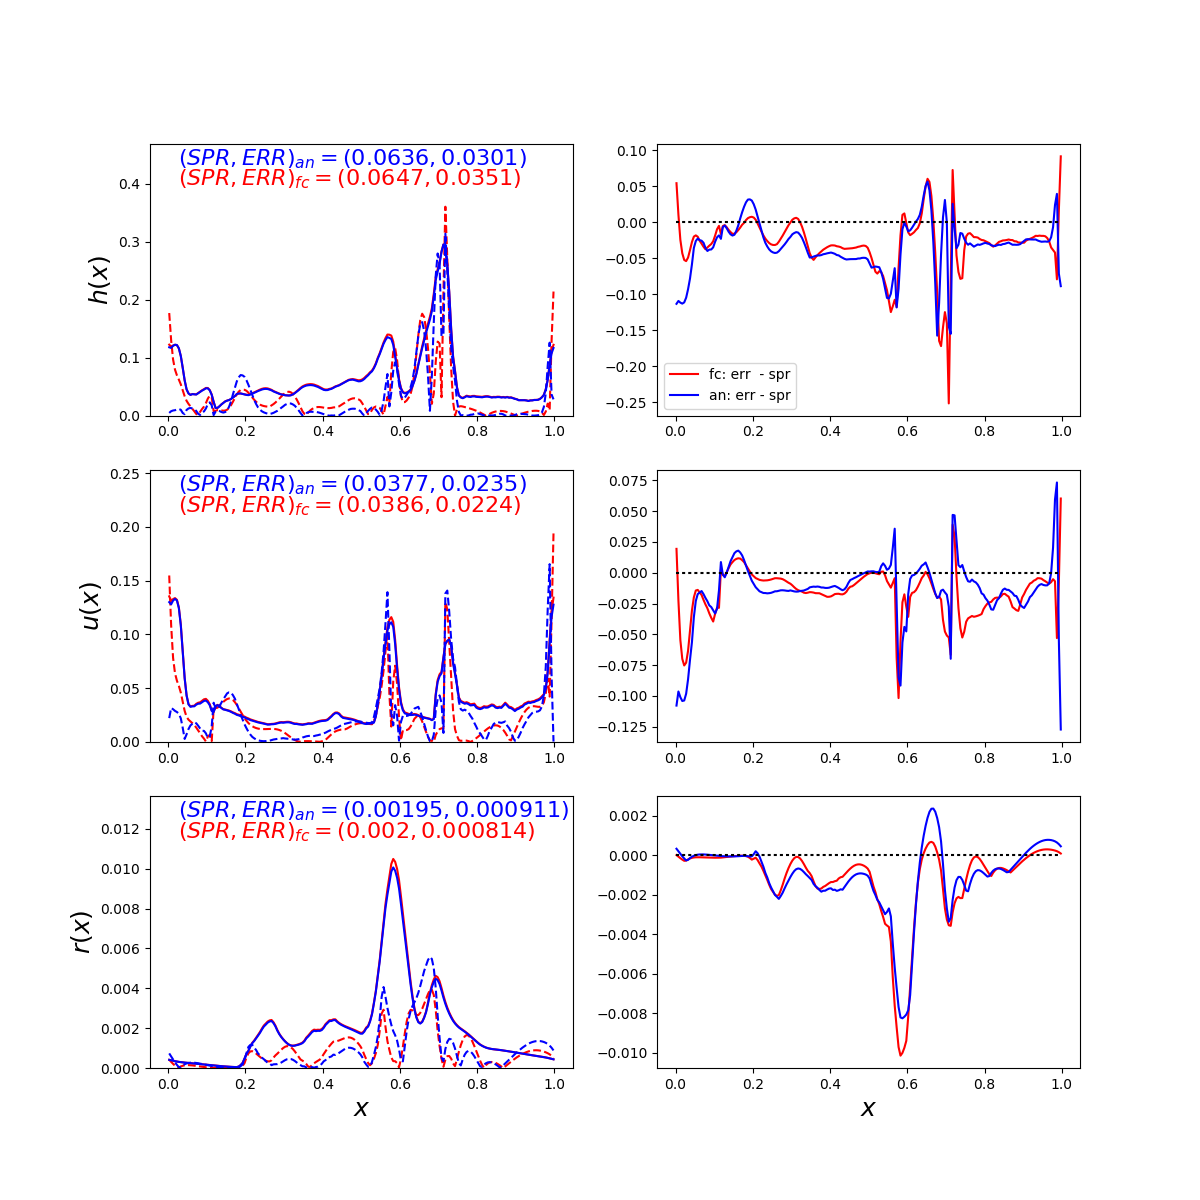 (SPR, ERR)an = (0.0636, 0.0301)
(SPR, ERR)fc = (0.0647, 0.0351)
h(x)
0.4
0.3
0.2
0.1
0.0
0.0 0.2 0.4 0.6 0.8 1.0
0.10
0.05
0.00
−0.05
−0.10
−0.15
−0.20
−0.25
fc: err - spr
an: err - spr
0.0 0.2 0.4 0.6 0.8 1.0
(SPR, ERR)an = (0.0377, 0.0235)
(SPR, ERR)fc = (0.0386, 0.0224)
u(x)
0.25
0.20
0.15
0.10
0.05
0.00
0.0 0.2 0.4 0.6 0.8 1.0
0.075
0.050
0.025
0.000
−0.025
−0.050
−0.075
−0.100
−0.125
0.0 0.2 0.4 0.6 0.8 1.0
(SPR, ERR)an = (0.00195, 0.000911)
(SPR, ERR)fc = (0.002, 0.000814)
r(x)
0.012
0.010
0.008
0.006
0.004
0.002
0.000
0.0 0.2 0.4 0.6 0.8 1.0
x
0.002
0.000
−0.002
−0.004
−0.006
−0.008
−0.010
0.0 0.2 0.4 0.6 0.8 1.0
x